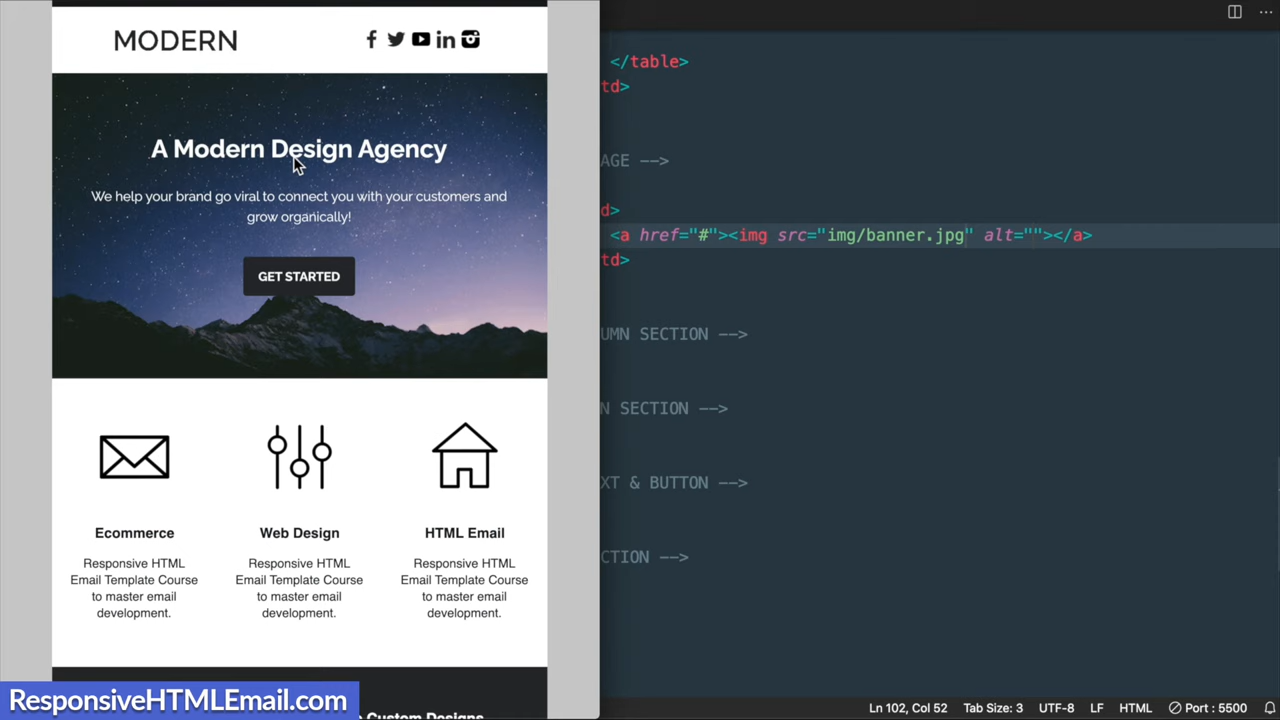 MODERN
A Modern Design Agency
We help your brand go viral to connect you with your customers and
grow organically!
GET STARTED
Ecommerce
Responsive HTML
Email Template Course
to master email
development.
Web Design
Responsive HTML
Email Template Course
to master email
development.
HTML Email
Responsive HTML
Email Template Course
to master email
development.
Custom Designs
ResponsiveHTMLEmail.com
</table>
td>
AGE -->
d>
<a href="#"><img src="img/banner.jpg" alt=""></a>
td>
UMN SECTION -->
N SECTION -->
XT & BUTTON -->
CTION -->
Ln 102, Col 52 Tab Size: 3 UTF-8 LF HTML Port : 5500